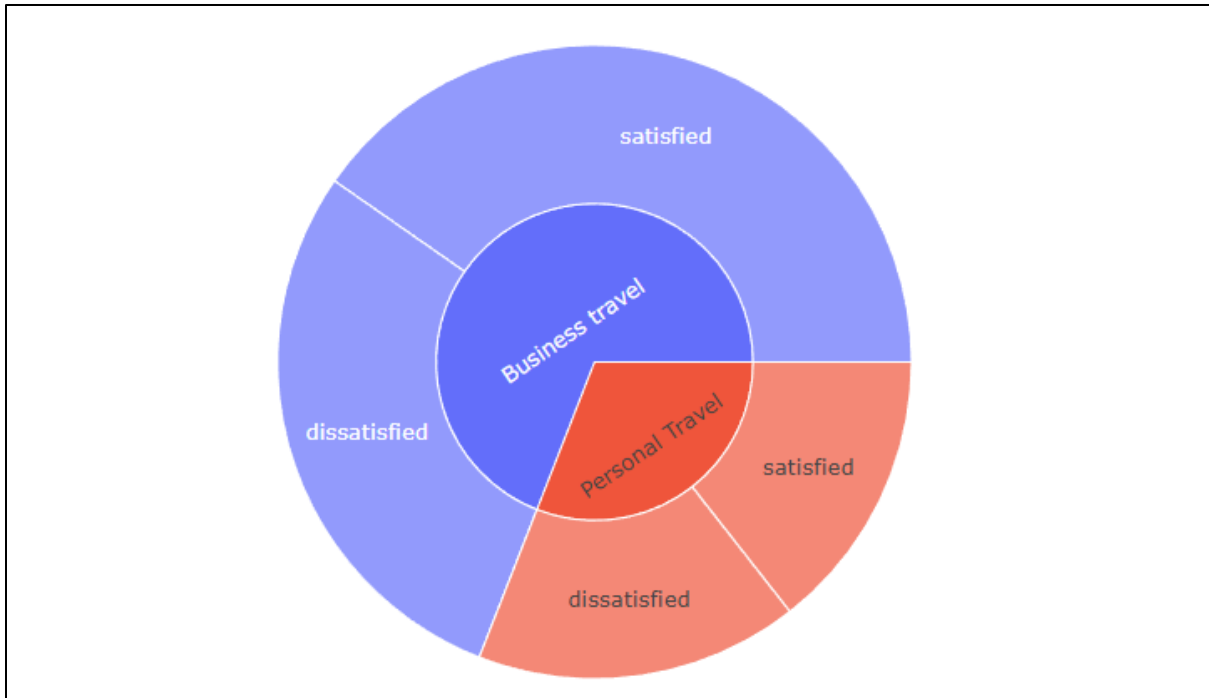 satisfied
Business travel
dissatisfied
Personal Travel
satisfied
dissatisfied